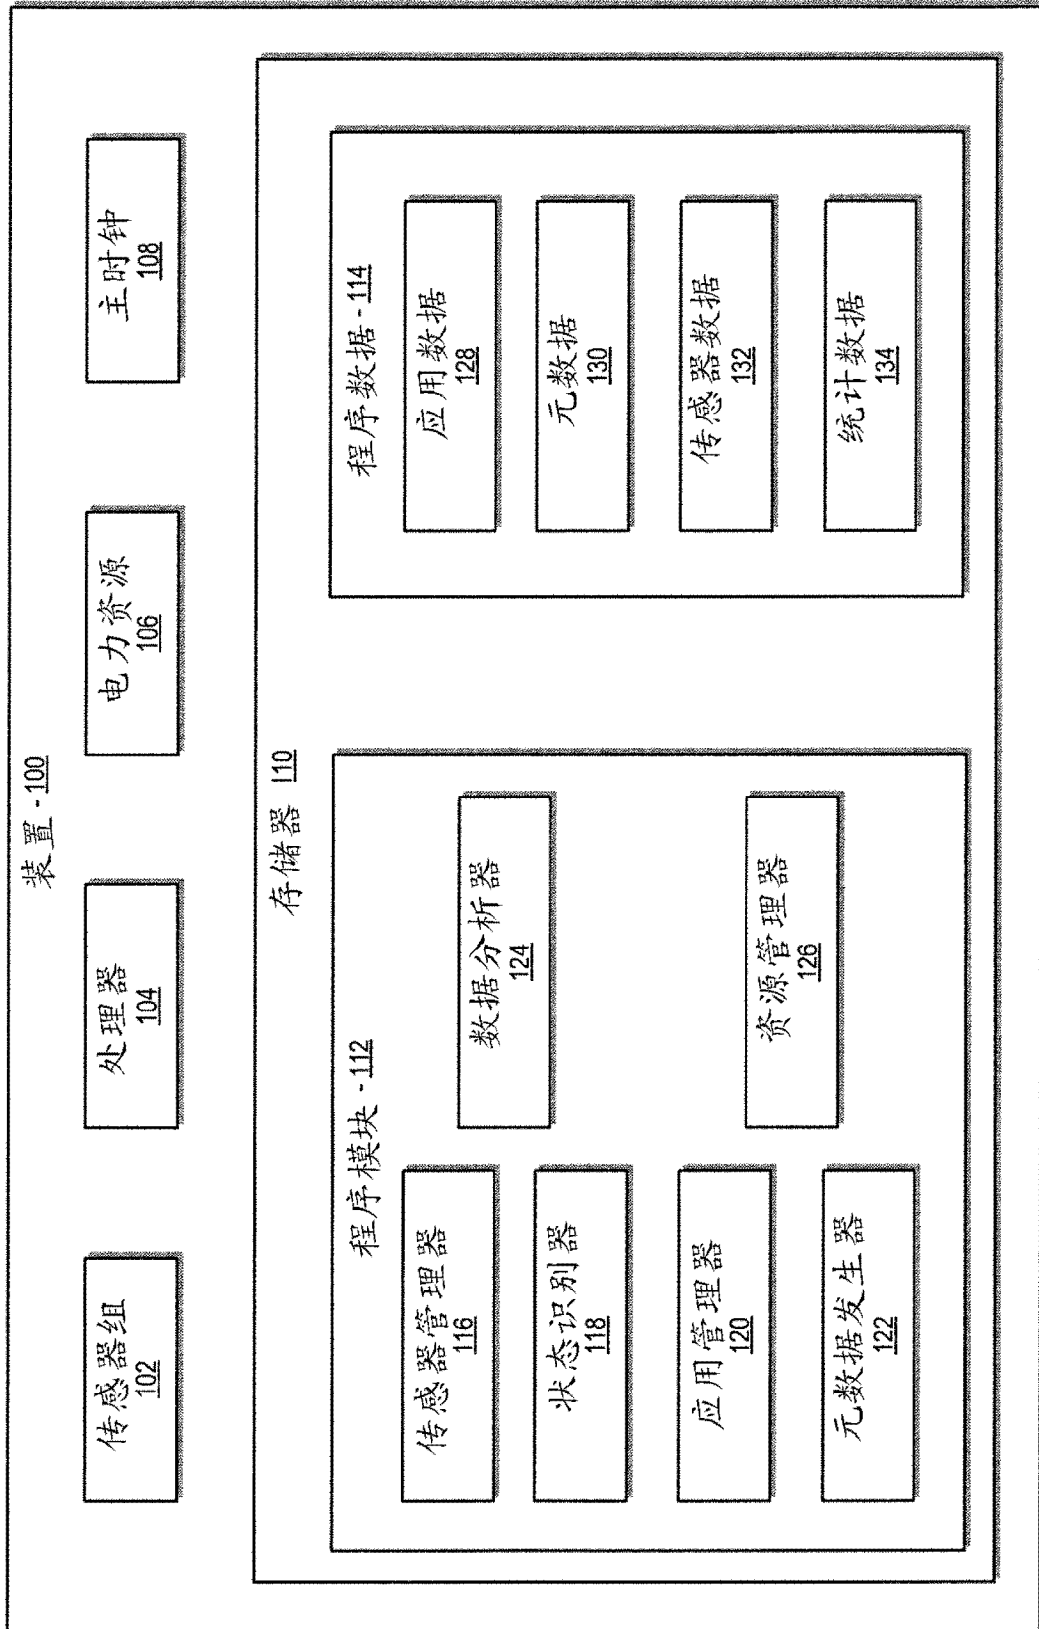 装置 - 100
传感器组
102
处理器
104
电力资源
106
主时钟
108
存储器 110
程序模块 - 112
传感器管理器
116
状态识别器
118
应用管理器
120
元数据发生器
122
数据分析器
124
资源管理器
126
程序数据 - 114
应用数据
128
元数据
130
传感器数据
132
统计数据
134